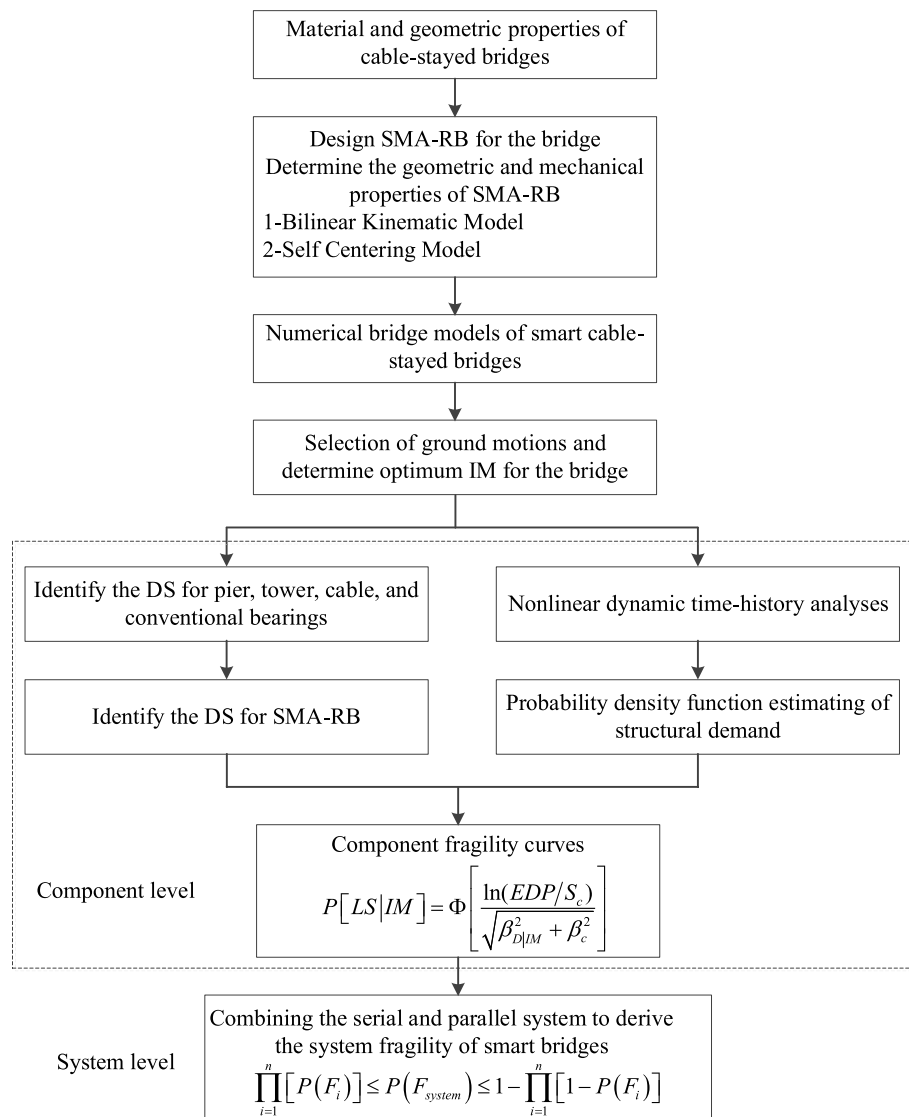 Material and geometric properties of
cable-stayed bridges
Design SMA-RB for the bridge
Determine the geometric and mechanical
properties of SMA-RB
1-Bilinear Kinematic Model
2-Self Centering Model
Numerical bridge models of smart cable-
stayed bridges
Selection of ground motions and
determine optimum IM for the bridge
Identify the DS for pier, tower, cable, and
conventional bearings
Nonlinear dynamic time-history analyses
Identify the DS for SMA-RB
Probability density function estimating of
structural demand
Component fragility curves
P[LS|IM] = Φ[ln(EDP/S_c) / √(β²_{D|IM} + β²_c)]
Component level
Combining the serial and parallel system to derive
the system fragility of smart bridges
∏_{i=1}^{n}[P(F_i)] ≤ P(F_{system}) ≤ 1 − ∏_{i=1}^{n}[1 − P(F_i)]
System level